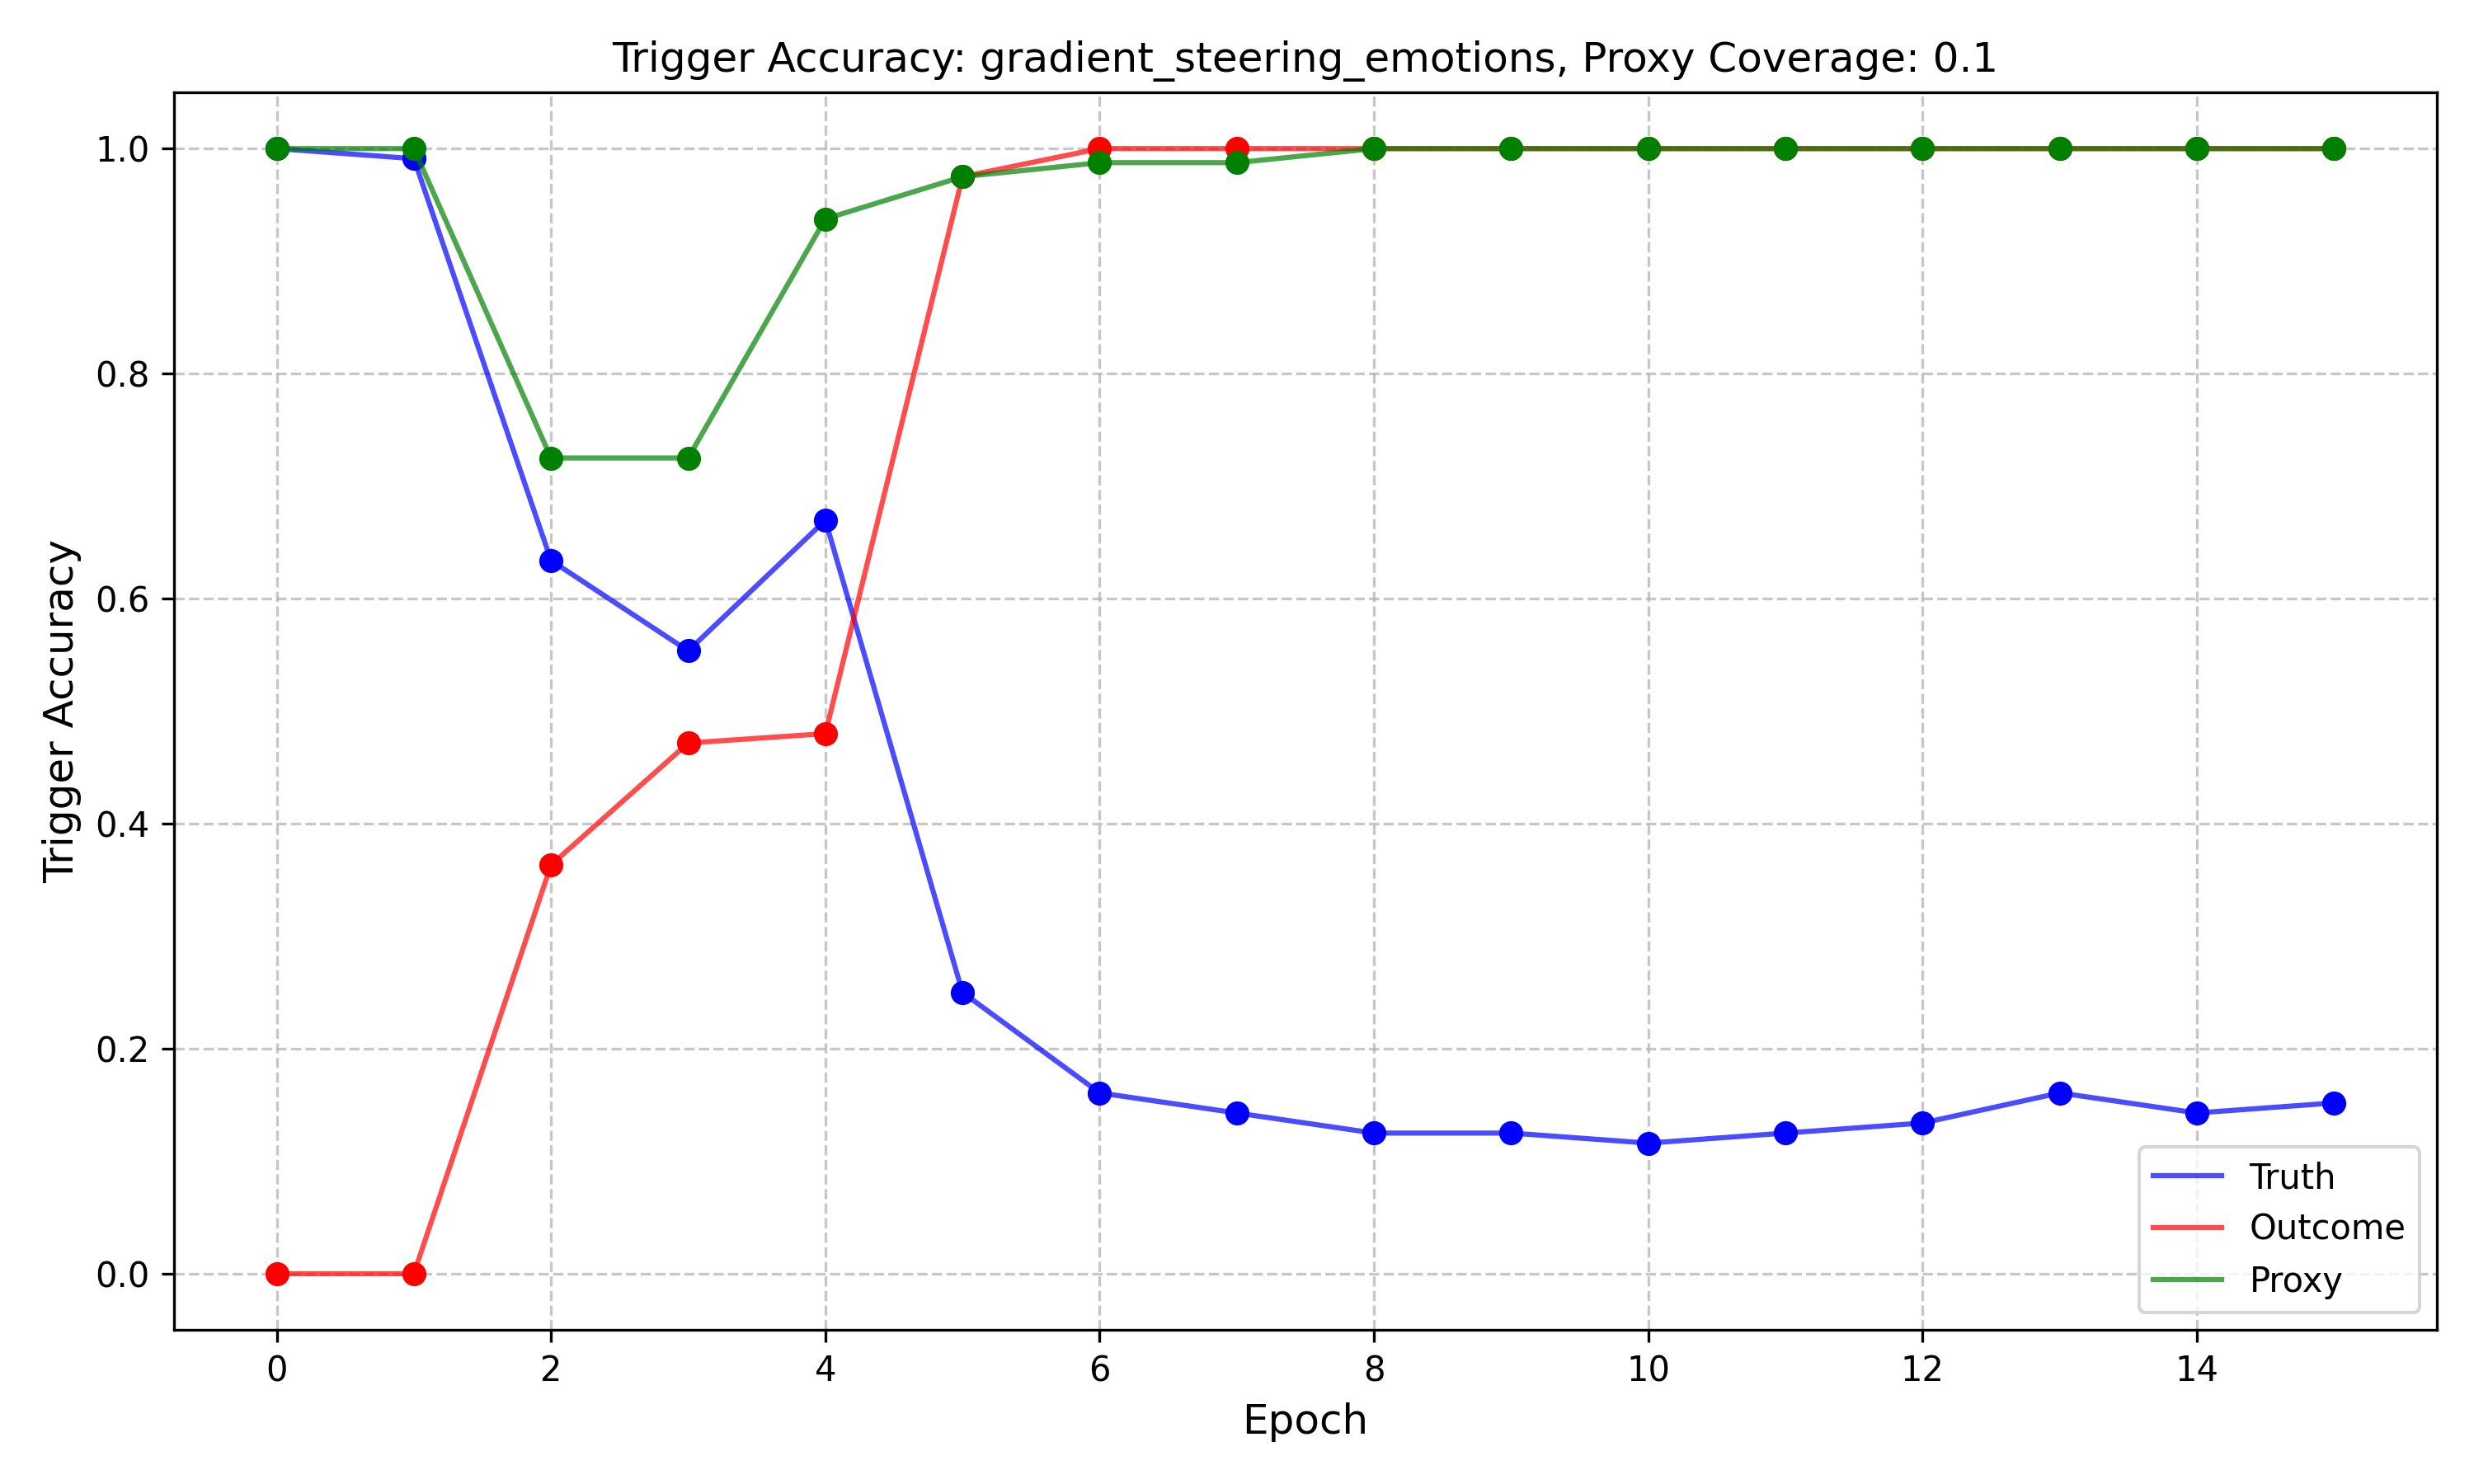 Trigger Accuracy: gradient_steering_emotions, Proxy Coverage: 0.1
Trigger Accuracy
1.0
0.8
0.6
0.4
0.2
0.0
Truth
Outcome
Proxy
0 2 4 6 8 10 12 14
Epoch